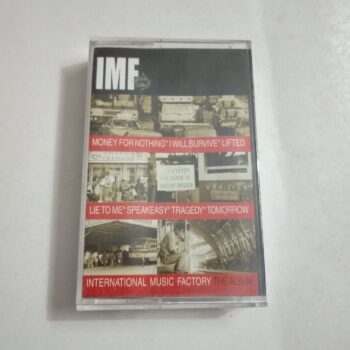 IMF
MONEY FOR NOTHING* I WILL SURVIVE* LIFTED
LIE TO ME* SPEAKEASY* TRAGEDY* TOMORROW
INTERNATIONAL MUSIC FACTORY THE ALBUM